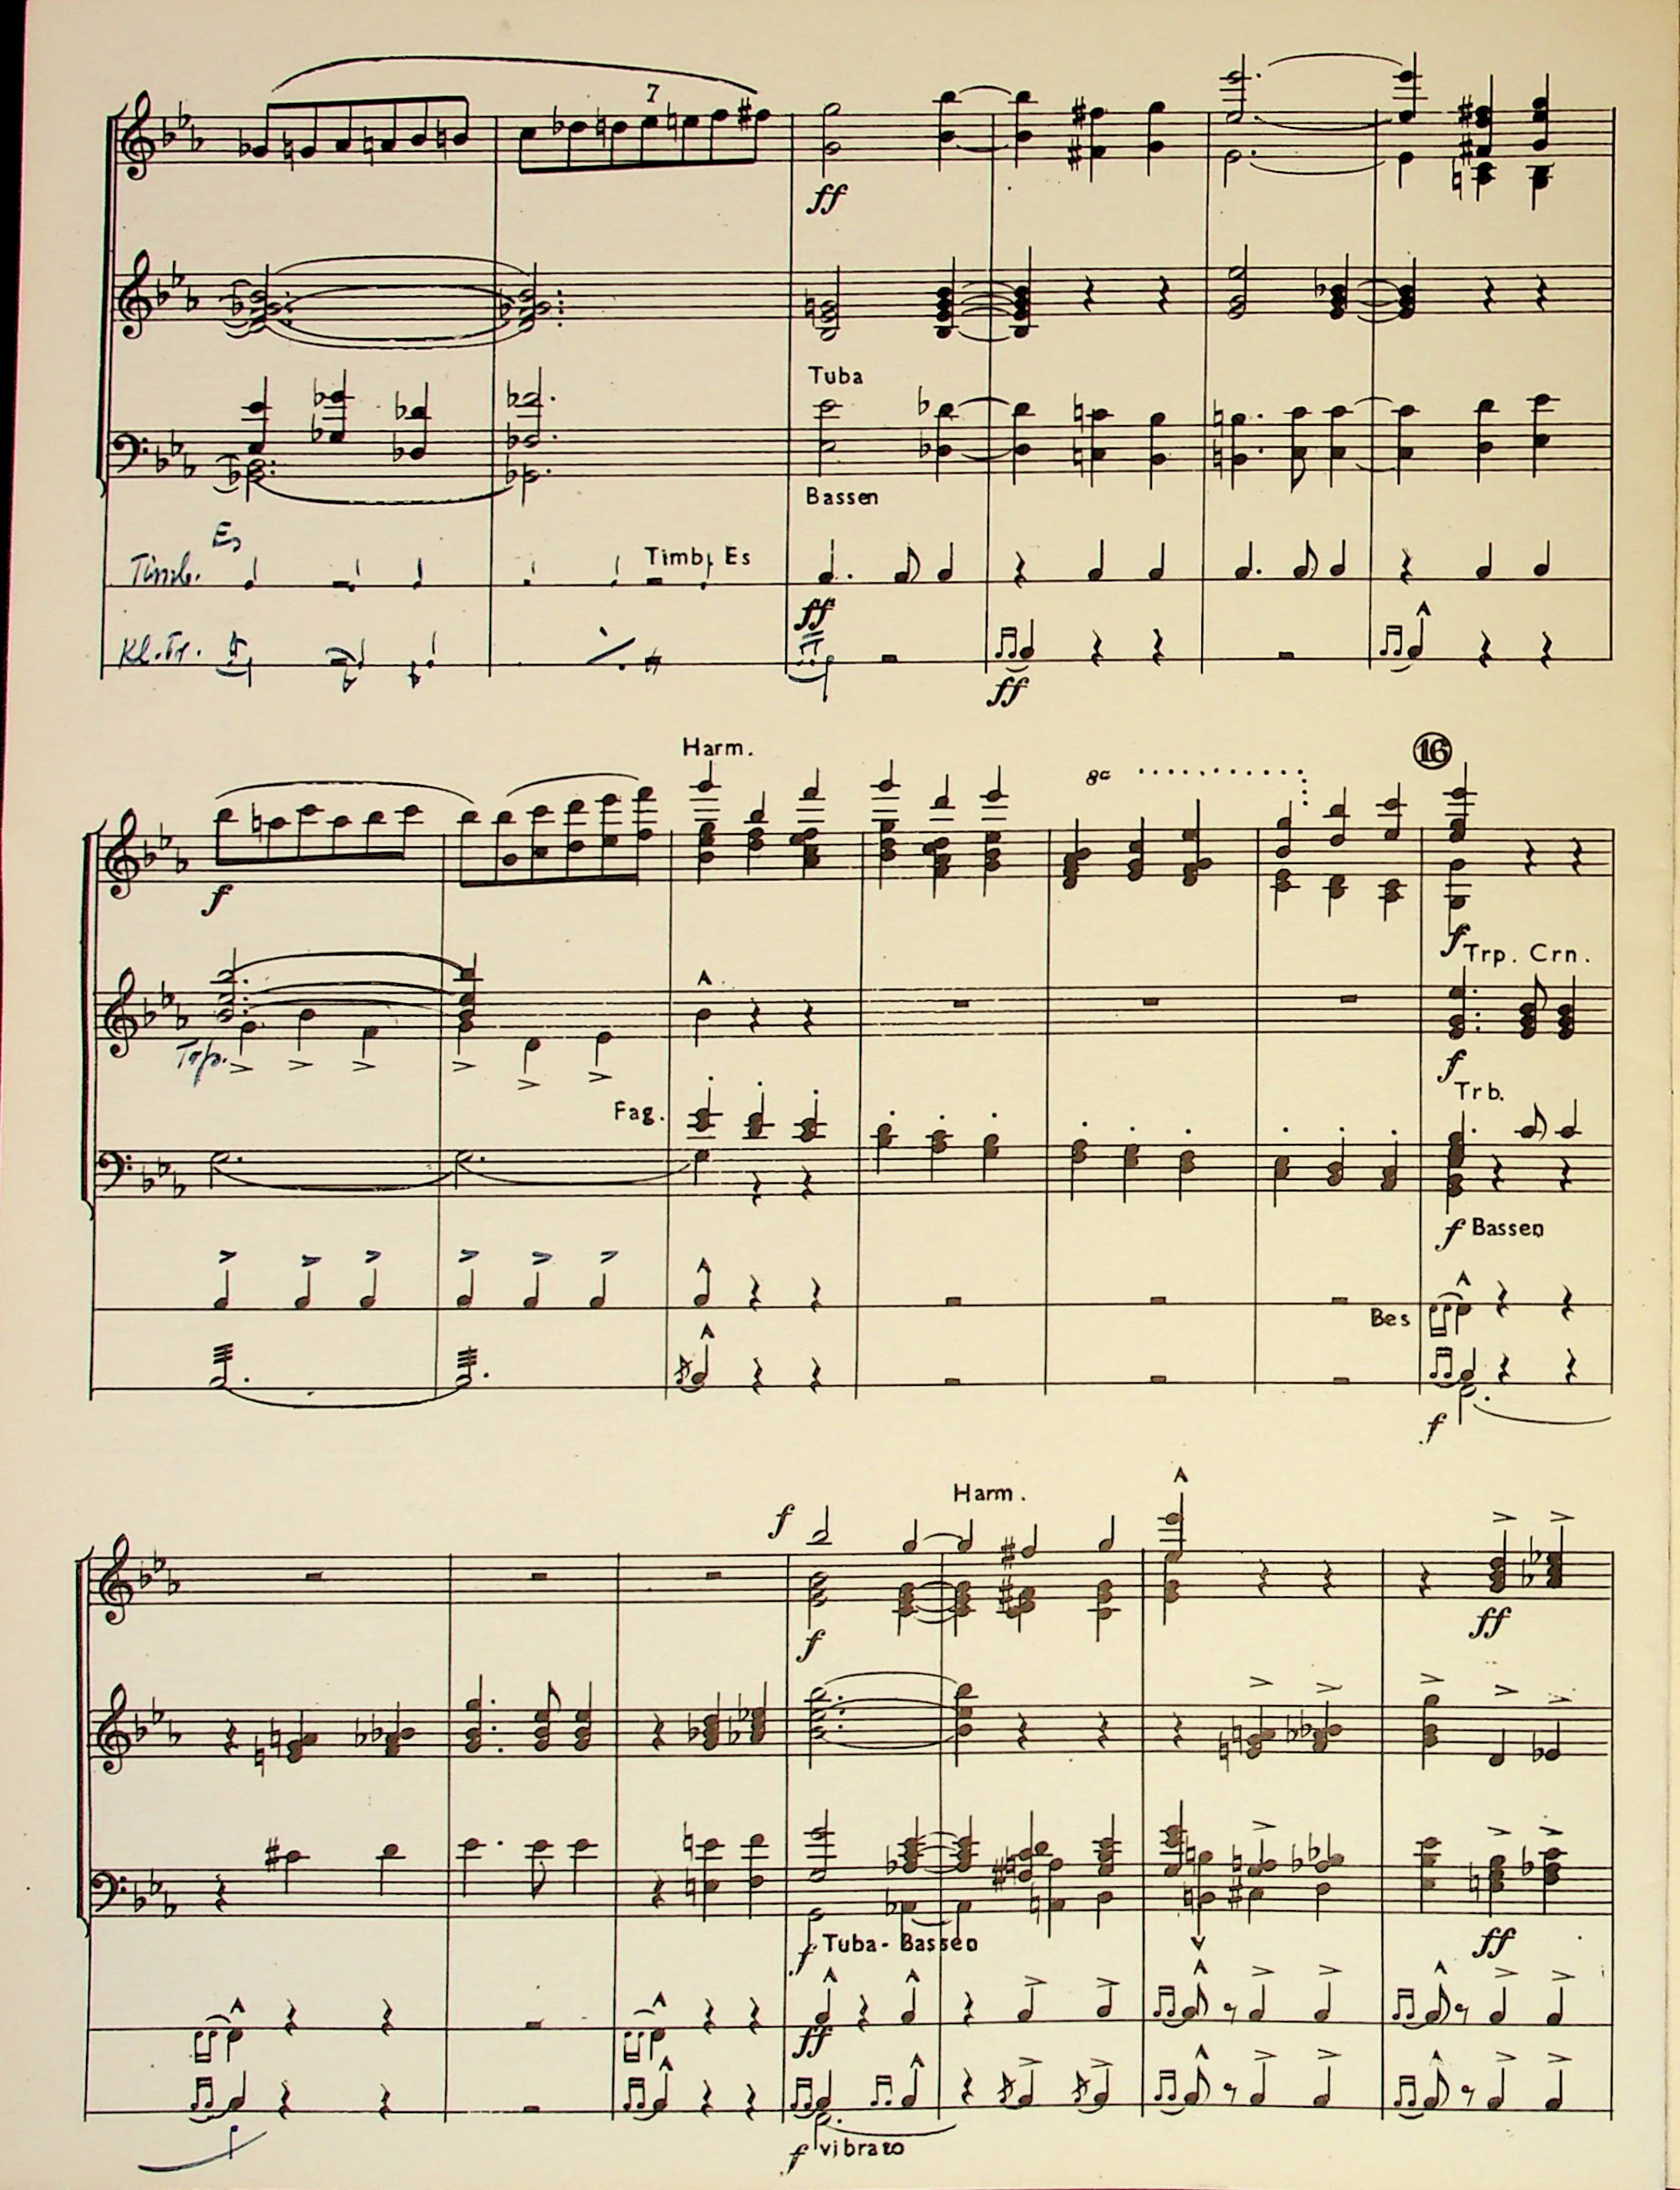 7
ff
Tuba
Bassen
Es
Timb. Timb. Es
ff
Kl.Tr.
ff
Harm.
8a
16
f
f
Trp. Crn.
Trp.
f
Fag.
Trb.
f Bassen
Bes
f
f
Harm.
f
ff
f Tuba - Bassen
ff
ff
f vibrato